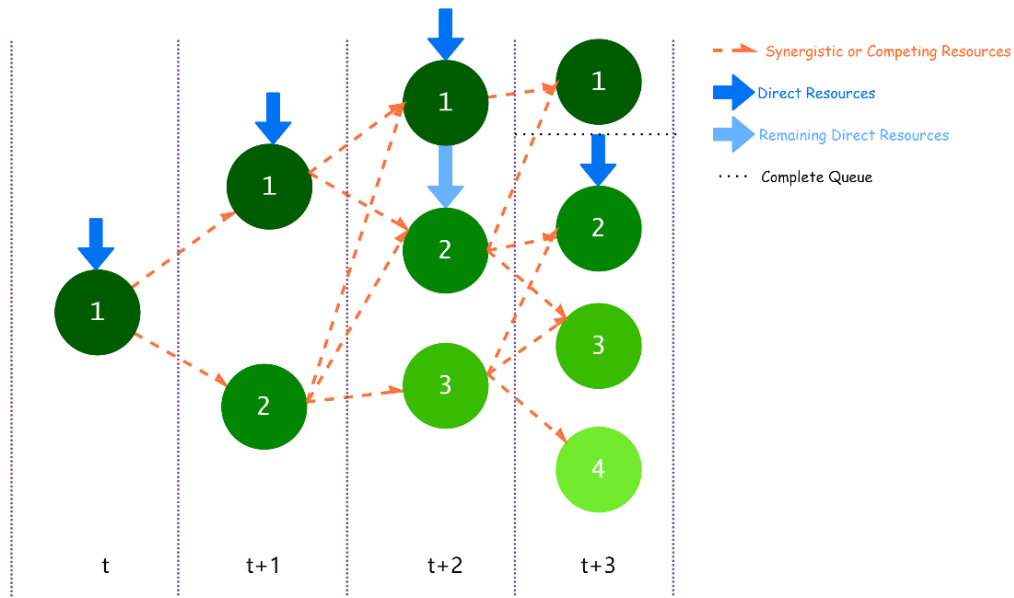 1
1
2
1
2
3
1
2
3
4
t
t+1
t+2
t+3
Synergistic or Competing Resources
Direct Resources
Remaining Direct Resources
Complete Queue